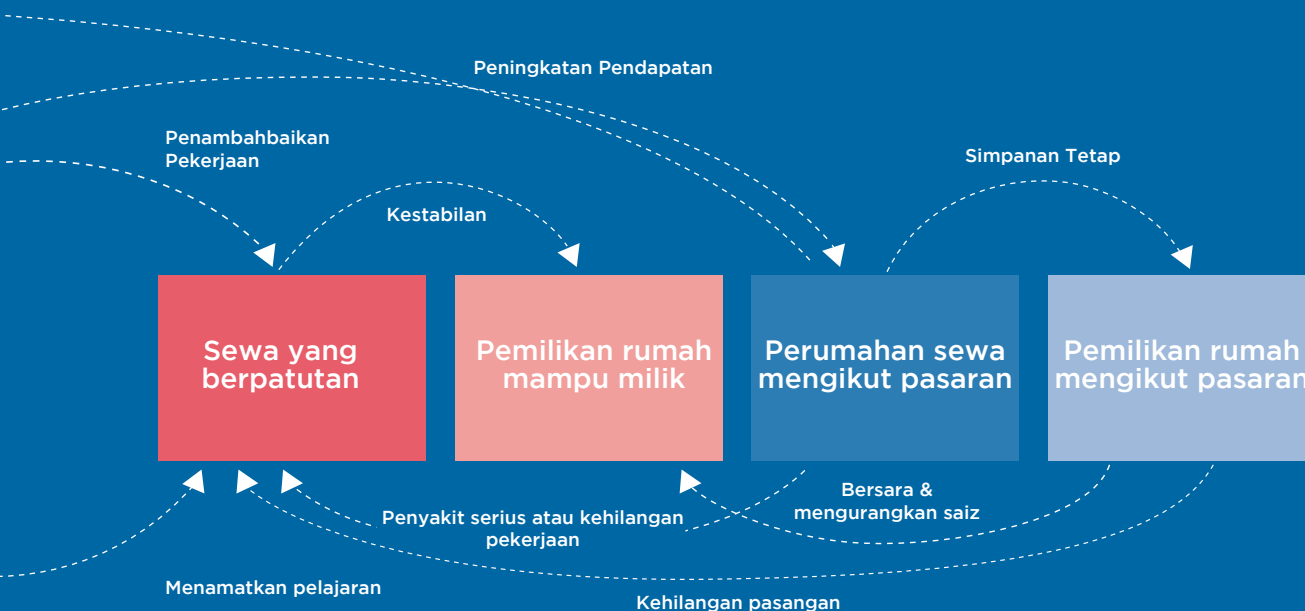 Peningkatan Pendapatan
Penambahbaikan
Pekerjaan
Simpanan Tetap
Kestabilan
Sewa yang
berpatutan
Pemilikan rumah
mampu milik
Perumahan sewa
mengikut pasaran
Pemilikan rumah
mengikut pasaran
Bersara &
mengurangkan saiz
Penyakit serius atau kehilangan
pekerjaan
Menamatkan pelajaran
Kehilangan pasangan